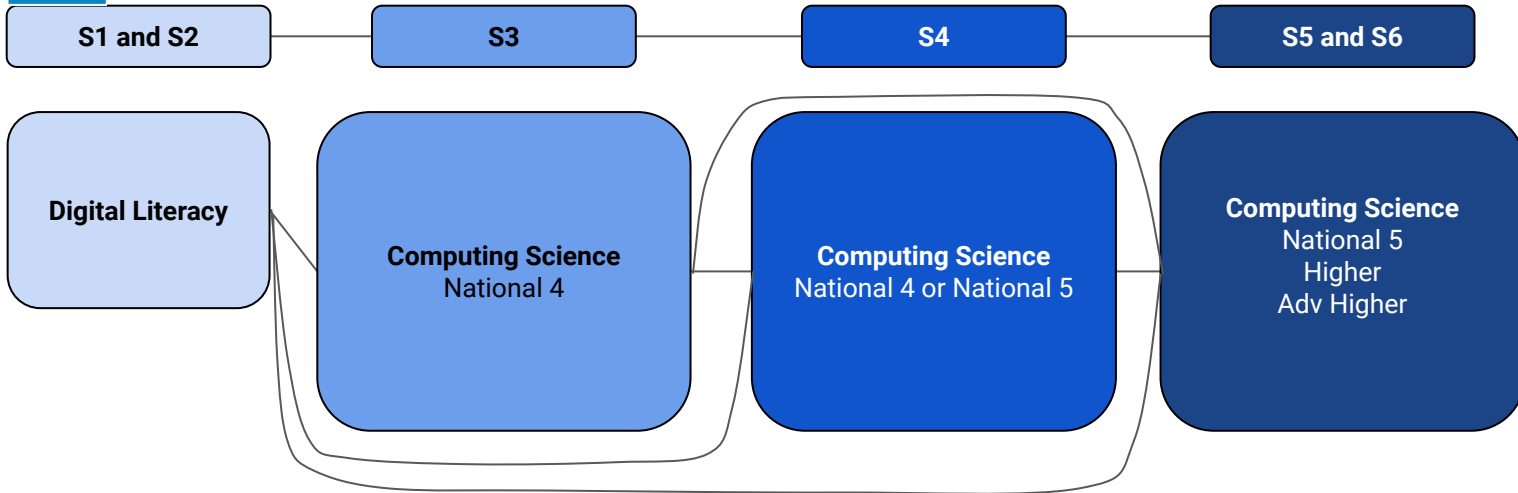 S1 and S2
S3
S4
S5 and S6
Digital Literacy
Computing Science
National 4
Computing Science
National 4 or National 5
Computing Science
National 5
Higher
Adv Higher